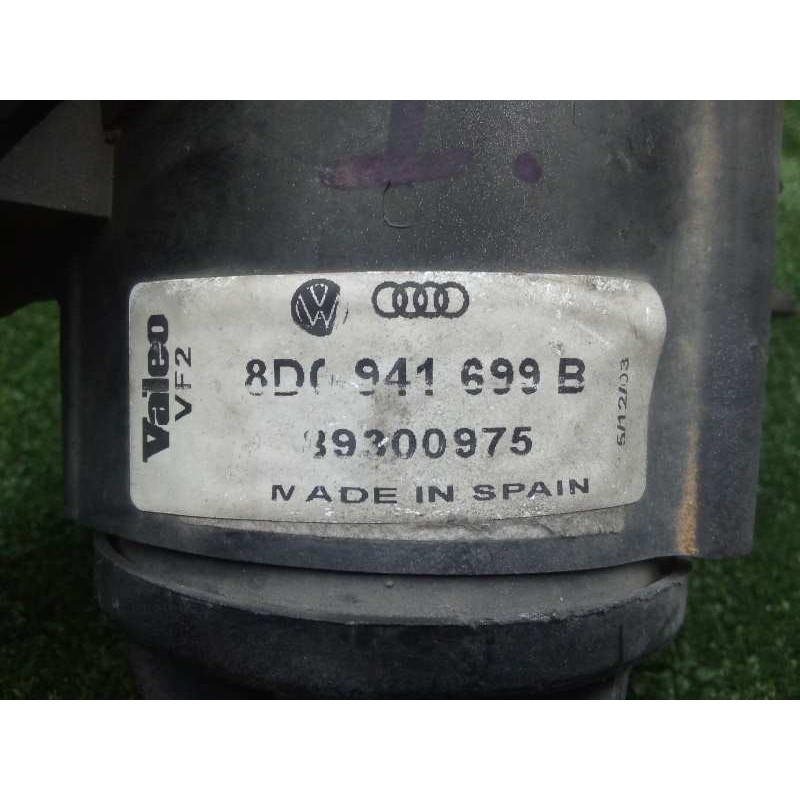 I.
Valeo
VF2
8D0 941 699 B
89300975
MADE IN SPAIN
5/12/03